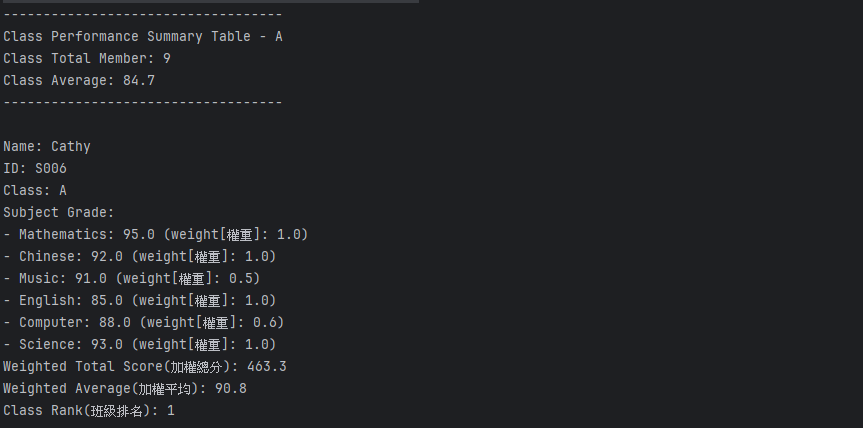 -----------------------------------
Class Performance Summary Table - A
Class Total Member: 9
Class Average: 84.7
-----------------------------------
Name: Cathy
ID: S006
Class: A
Subject Grade:
- Mathematics: 95.0 (weight[權重]: 1.0)
- Chinese: 92.0 (weight[權重]: 1.0)
- Music: 91.0 (weight[權重]: 0.5)
- English: 85.0 (weight[權重]: 1.0)
- Computer: 88.0 (weight[權重]: 0.6)
- Science: 93.0 (weight[權重]: 1.0)
Weighted Total Score(加權總分): 463.3
Weighted Average(加權平均): 90.8
Class Rank(班級排名): 1